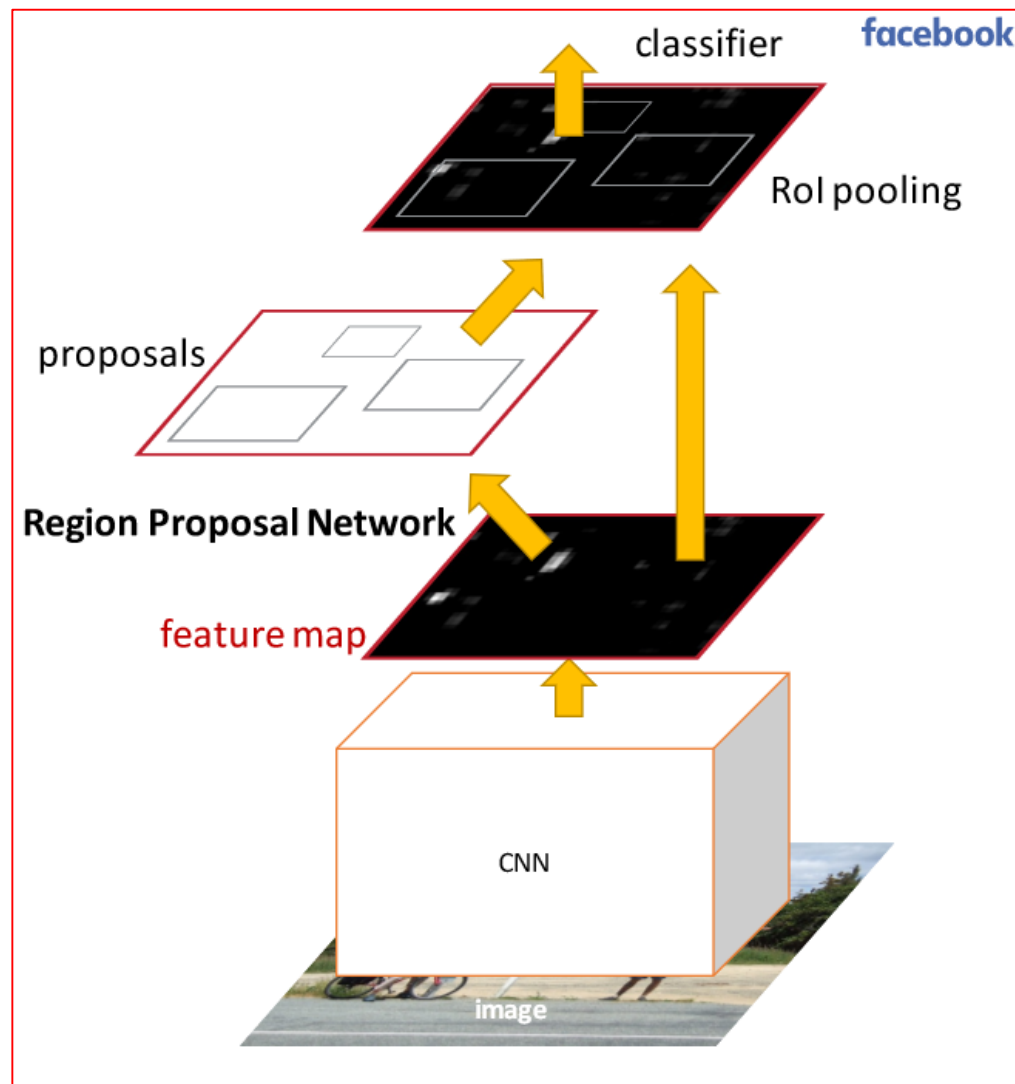 facebook
classifier
RoI pooling
proposals
Region Proposal Network
feature map
CNN
image